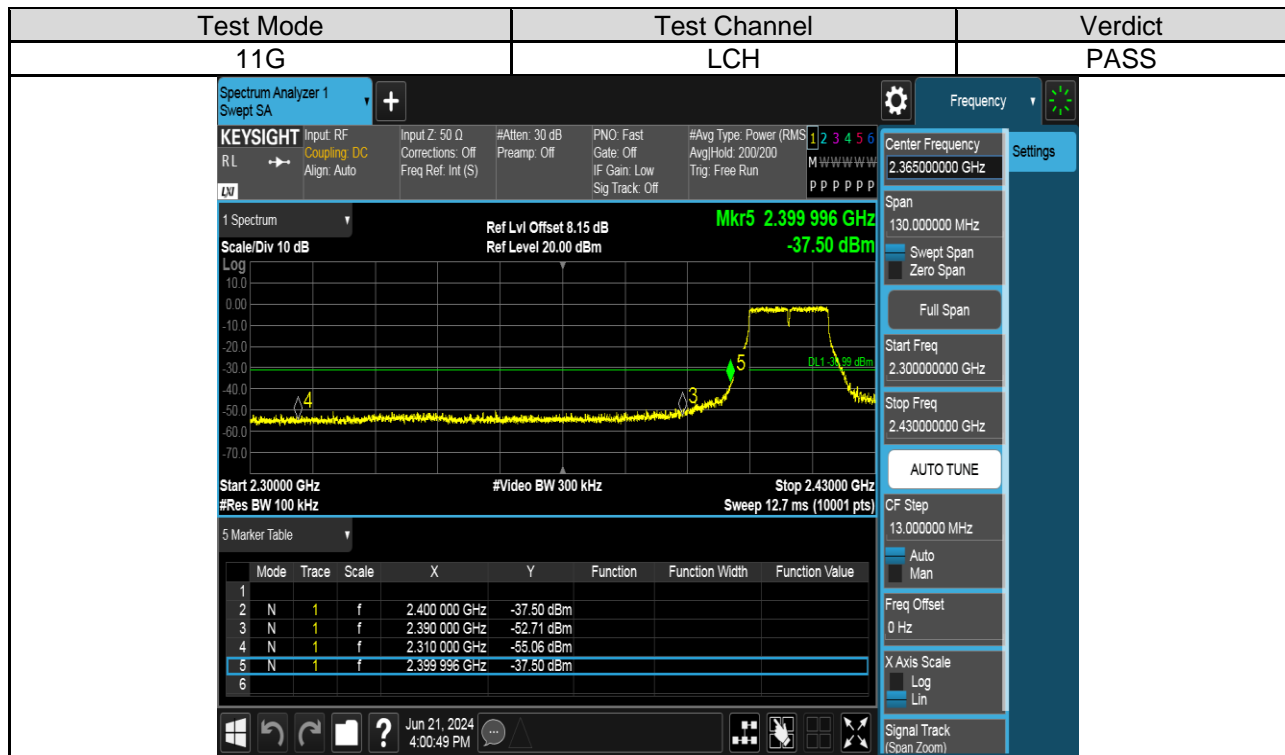 Test Mode Test Channel Verdict
11G LCH PASS
Spectrum Analyzer 1
Swept SA
+
Frequency
KEYSIGHT
RL
LXI
Input: RF
Coupling: DC
Align: Auto
Input Z: 50 Ω
Corrections: Off
Freq Ref: Int (S)
#Atten: 30 dB
Preamp: Off
PNO: Fast
Gate: Off
IF Gain: Low
Sig Track: Off
#Avg Type: Power (RMS
Avg|Hold: 200/200
Trig: Free Run
1 2 3 4 5 6
M W W W W W
P P P P P P
1 Spectrum
Scale/Div 10 dB
Ref Lvl Offset 8.15 dB
Ref Level 20.00 dBm
Mkr5 2.399 996 GHz
-37.50 dBm
Log
10.0
0.00
-10.0
-20.0
-30.0
-40.0
-50.0
-60.0
-70.0
4
3
5
dBm
Start 2.30000 GHz #Video BW 300 kHz Stop 2.43000 GHz
#Res BW 100 kHz Sweep 12.7 ms (10001 pts)
5 Marker Table
Mode Trace Scale X Y Function Function Width Function Value
1
2 N 1 f 2.400 000 GHz -37.50 dBm
3 N 1 f 2.390 000 GHz -52.71 dBm
4 N 1 f 2.310 000 GHz -55.06 dBm
5 N 1 f 2.399 996 GHz -37.50 dBm
6
?
Jun 21, 2024
4:00:49 PM
Center Frequency
2.365000000 GHz
Settings
Span
130.000000 MHz
Swept Span
Zero Span
Full Span
Start Freq
2.300000000 GHz
Stop Freq
2.430000000 GHz
AUTO TUNE
CF Step
13.000000 MHz
Auto
Man
Freq Offset
0 Hz
X Axis Scale
Log
Lin
Signal Track
(Span Zoom)